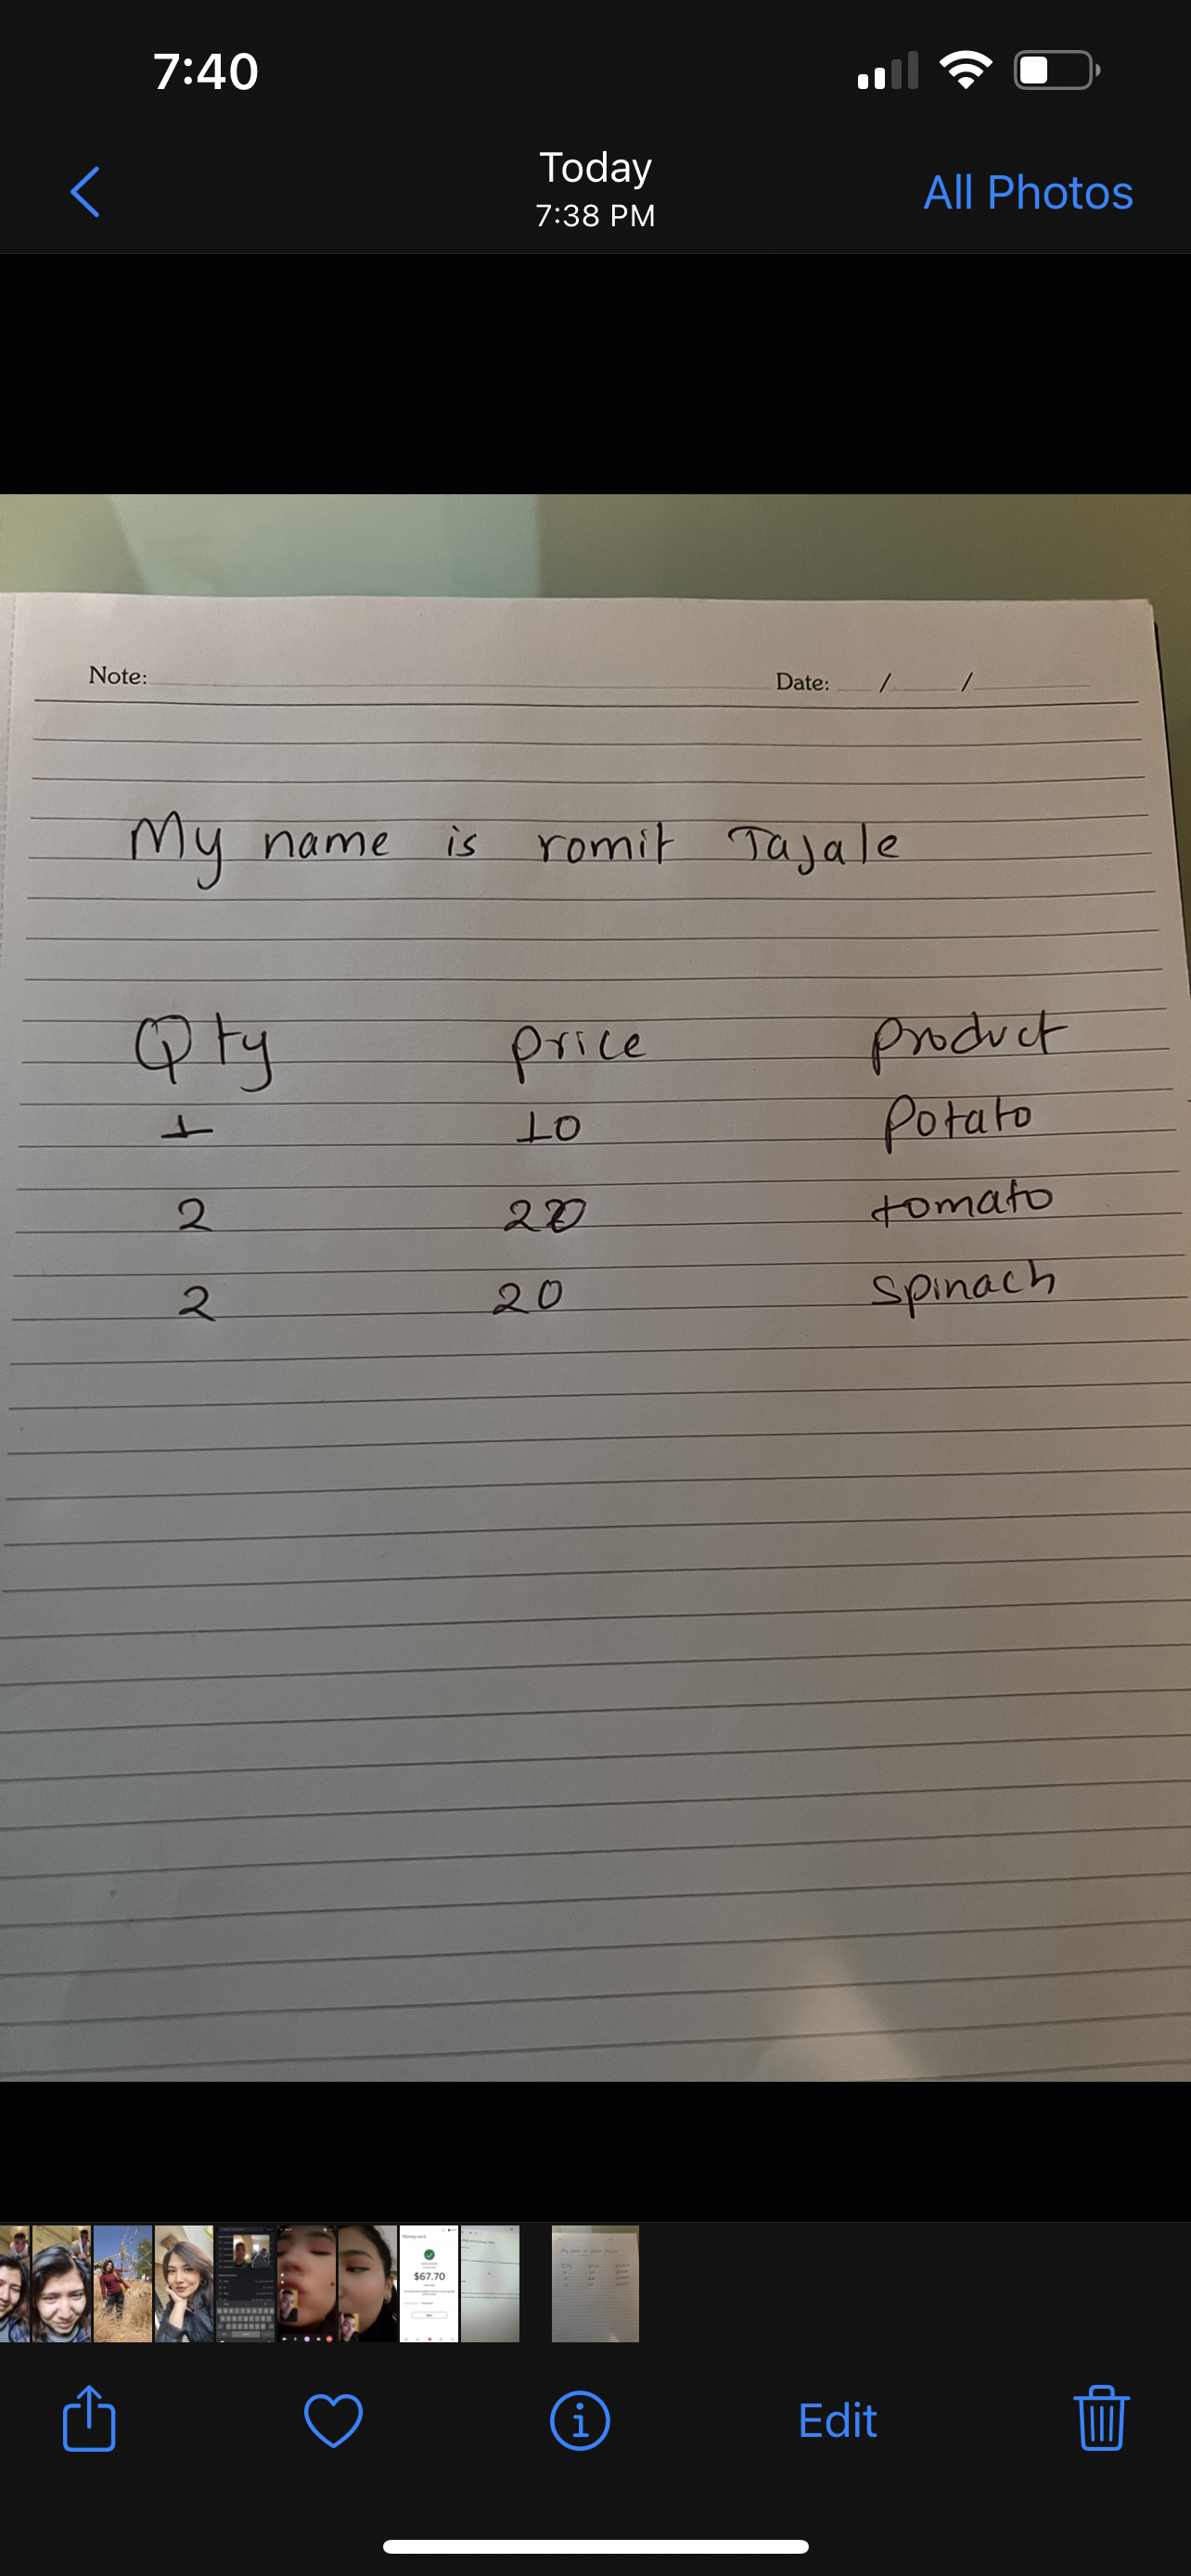 7:40
Today
7:38 PM
All Photos
Note: Date: / /
My name is romit Tajale
Qty price product
1 10 potato
2 20 tomato
2 20 spinach
$67.70
Edit